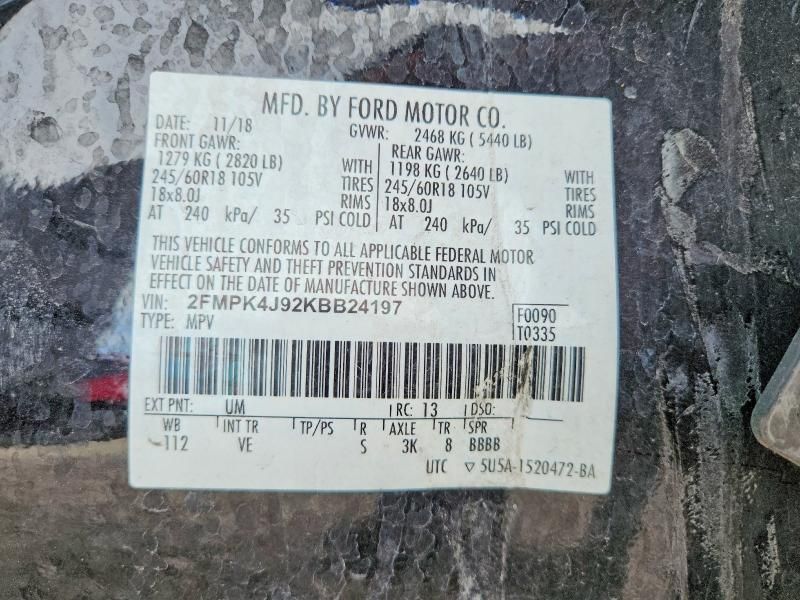 MFD. BY FORD MOTOR CO.
DATE: 11/18 GVWR: 2468 KG ( 5440 LB)
FRONT GAWR: REAR GAWR:
1279 KG ( 2820 LB) WITH 1198 KG ( 2640 LB) WITH
245/60R18 105V TIRES 245/60R18 105V TIRES
18x8.0J RIMS 18x8.0J RIMS
AT 240 kPa/ 35 PSI COLD AT 240 kPa/ 35 PSI COLD
THIS VEHICLE CONFORMS TO ALL APPLICABLE FEDERAL MOTOR
VEHICLE SAFETY AND THEFT PREVENTION STANDARDS IN
EFFECT ON THE DATE OF MANUFACTURE SHOWN ABOVE.
VIN: 2FMPK4J92KBB24197
TYPE: MPV
F0090
T0335
EXT PNT: UM RC: 13 DSO:
WB INT TR TP/PS R AXLE TR SPR
112 VE S 3K 8 BBBB
UTC ▽ 5U5A-1520472-BA